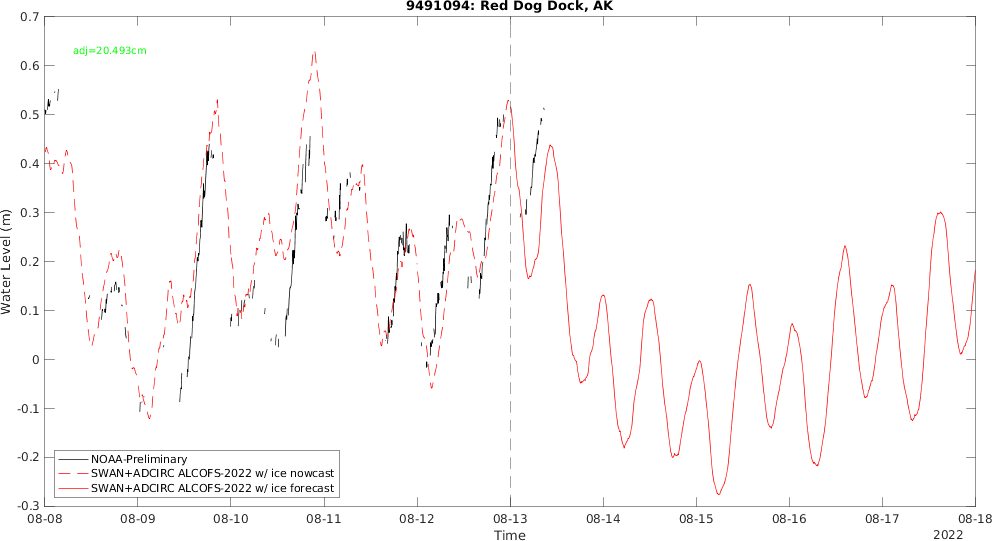 9491094: Red Dog Dock, AK
adj=20.493cm
Water Level (m)
0.7
0.6
0.5
0.4
0.3
0.2
0.1
0
-0.1
-0.2
-0.3
NOAA-Preliminary
SWAN+ADCIRC ALCOFS-2022 w/ ice nowcast
SWAN+ADCIRC ALCOFS-2022 w/ ice forecast
08-08 08-09 08-10 08-11 08-12 08-13 08-14 08-15 08-16 08-17 08-18
Time
2022